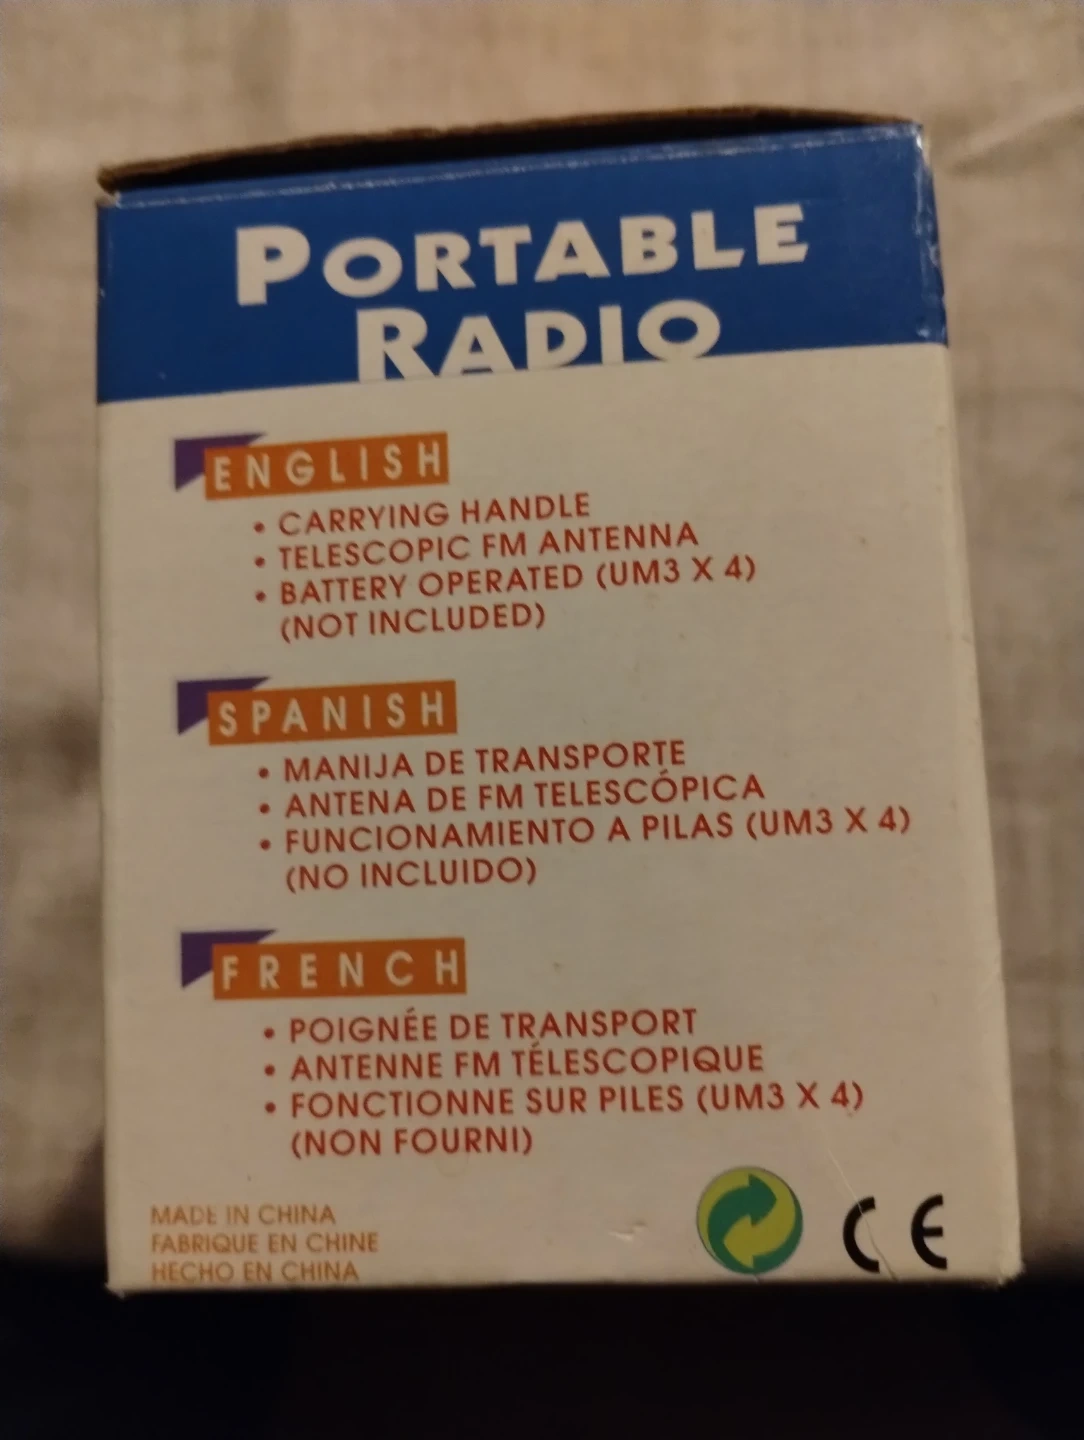 PORTABLE
RADIO
ENGLISH
• CARRYING HANDLE
• TELESCOPIC FM ANTENNA
• BATTERY OPERATED (UM3 X 4)
(NOT INCLUDED)
SPANISH
• MANIJA DE TRANSPORTE
• ANTENA DE FM TELESCÓPICA
• FUNCIONAMIENTO A PILAS (UM3 X 4)
(NO INCLUIDO)
FRENCH
• POIGNÉE DE TRANSPORT
• ANTENNE FM TÉLESCOPIQUE
• FONCTIONNE SUR PILES (UM3 X 4)
(NON FOURNI)
MADE IN CHINA
FABRIQUE EN CHINE
HECHO EN CHINA
CE